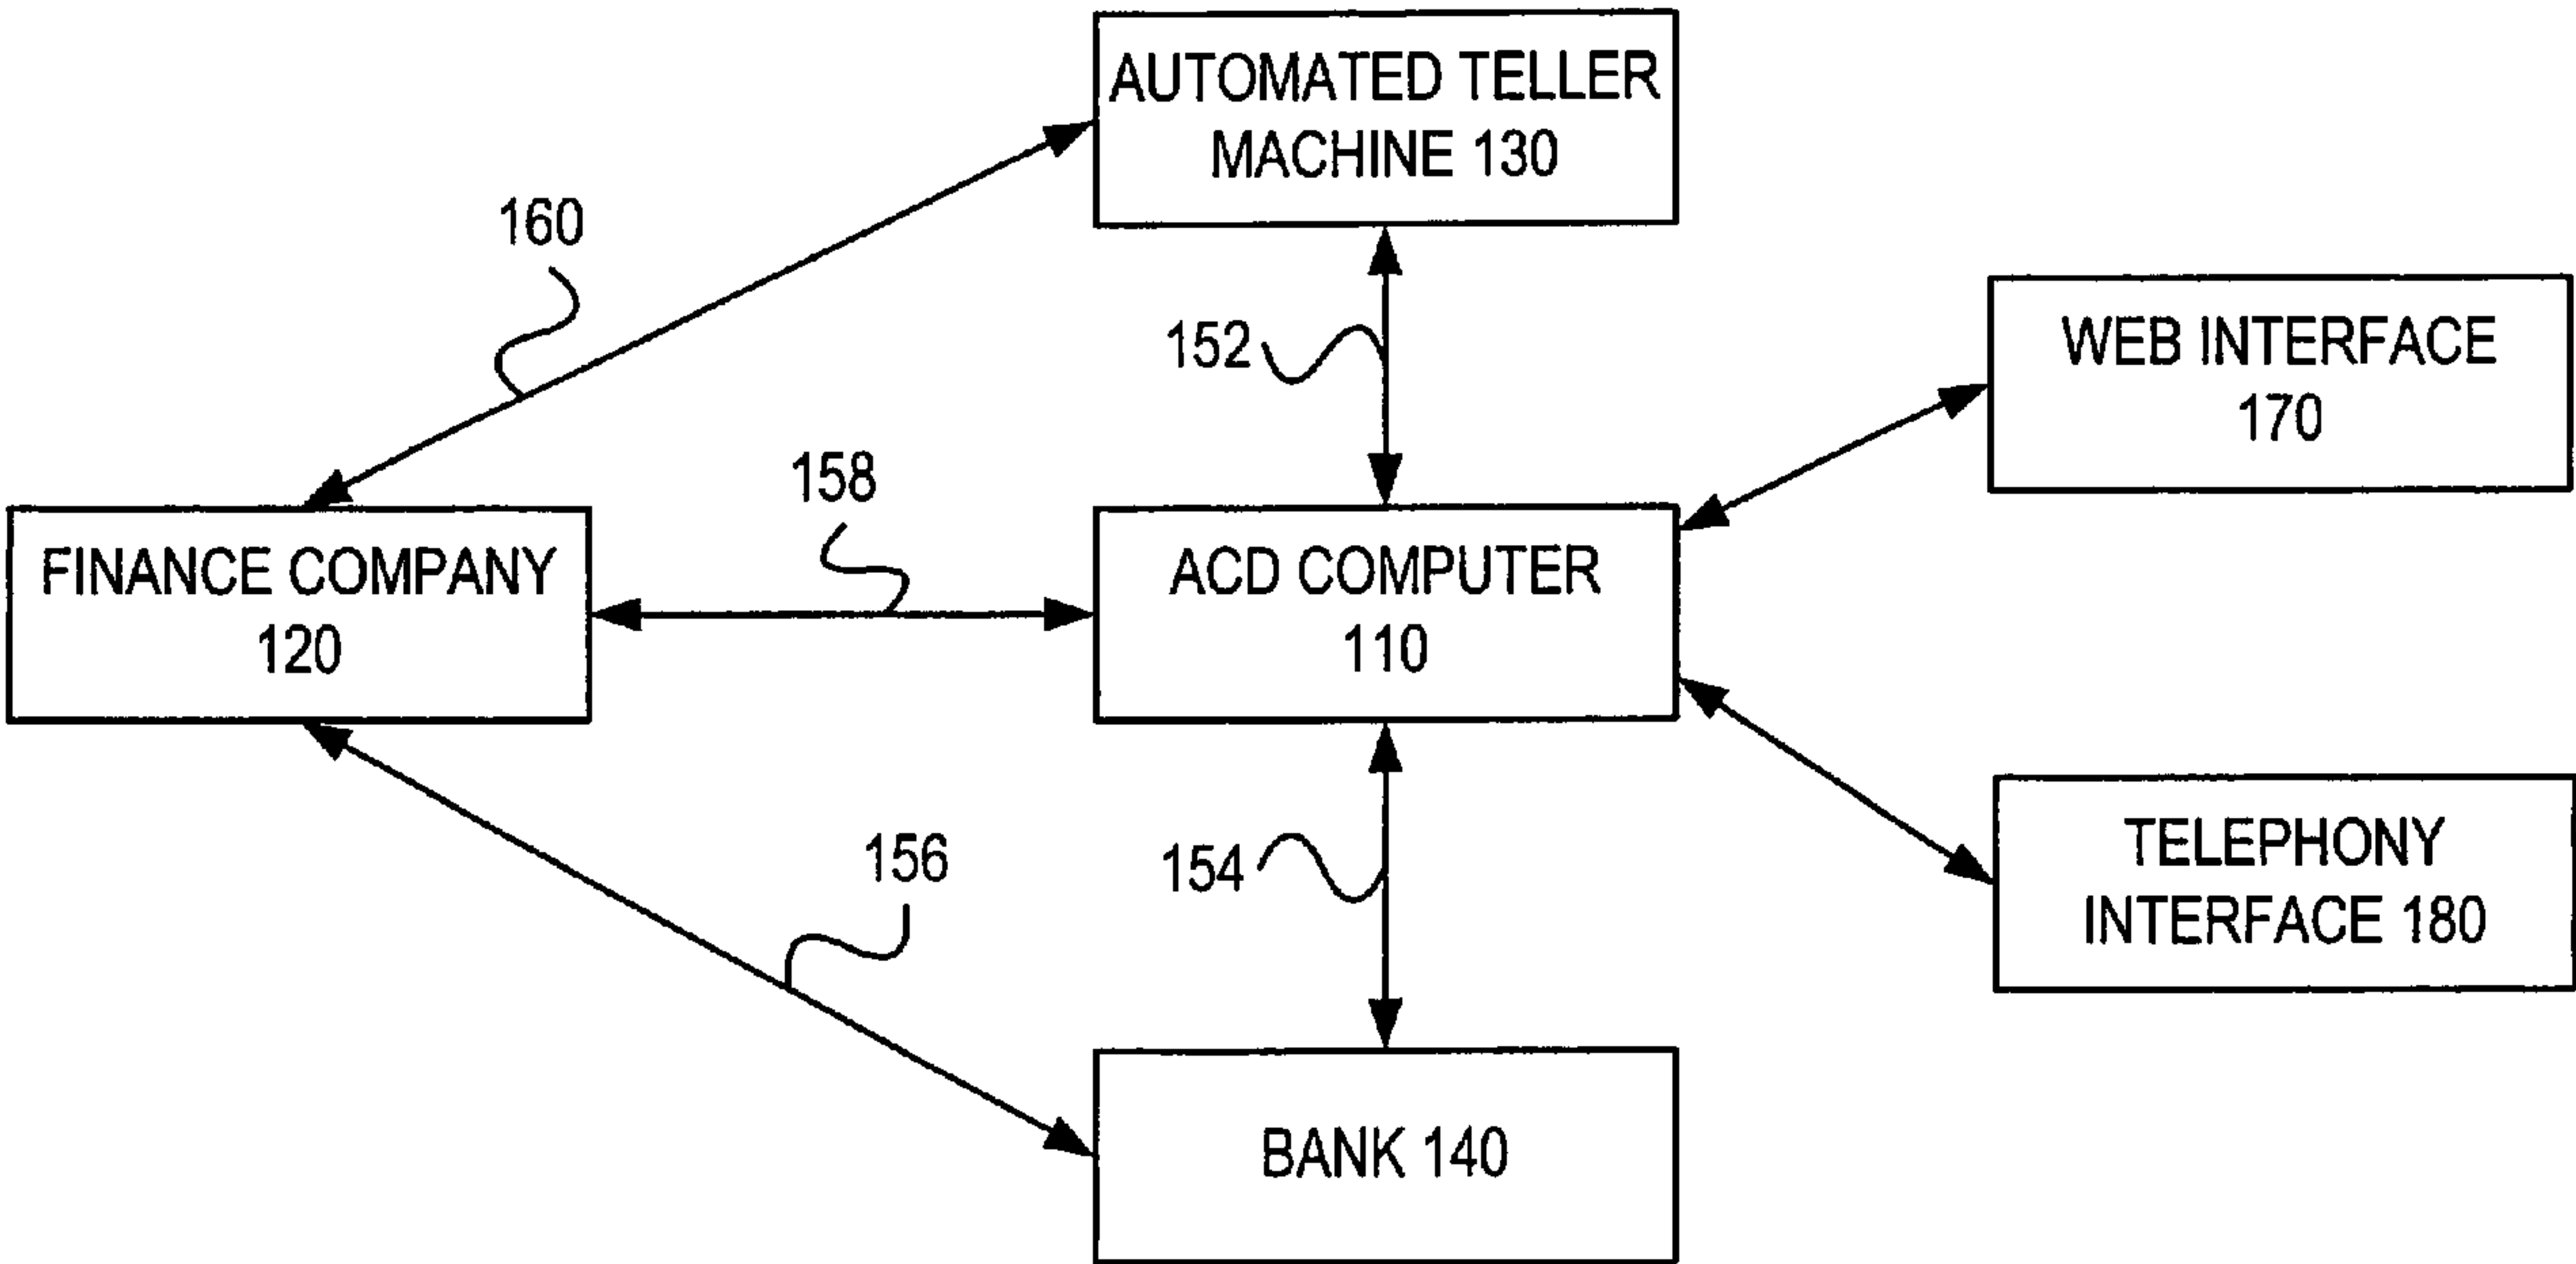 AUTOMATED TELLER
MACHINE 130
160
152
WEB INTERFACE
170
158
FINANCE COMPANY
120
ACD COMPUTER
110
156
154
TELEPHONY
INTERFACE 180
BANK 140